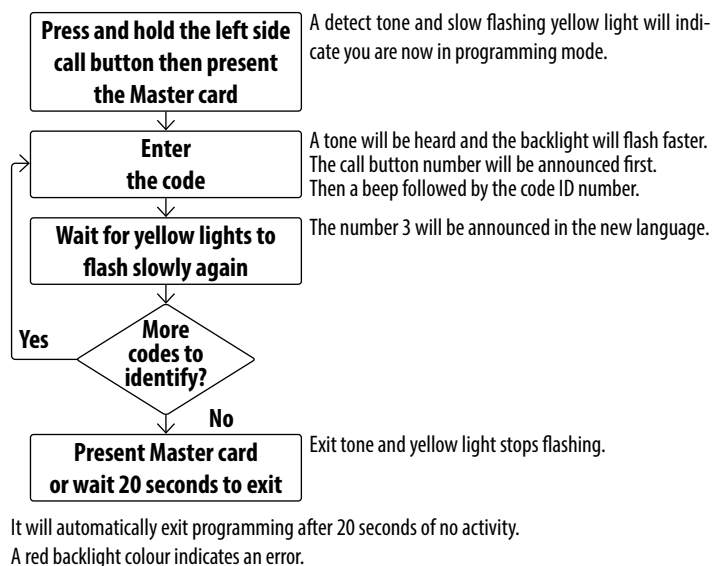 Press and hold the left side
call button then present
the Master card
A detect tone and slow flashing yellow light will indi-
cate you are now in programming mode.
Enter
the code
A tone will be heard and the backlight will flash faster.
The call button number will be announced first.
Then a beep followed by the code ID number.
Wait for yellow lights to
flash slowly again
The number 3 will be announced in the new language.
More
codes to
identify?
Yes
No
Present Master card
or wait 20 seconds to exit
Exit tone and yellow light stops flashing.
It will automatically exit programming after 20 seconds of no activity.
A red backlight colour indicates an error.